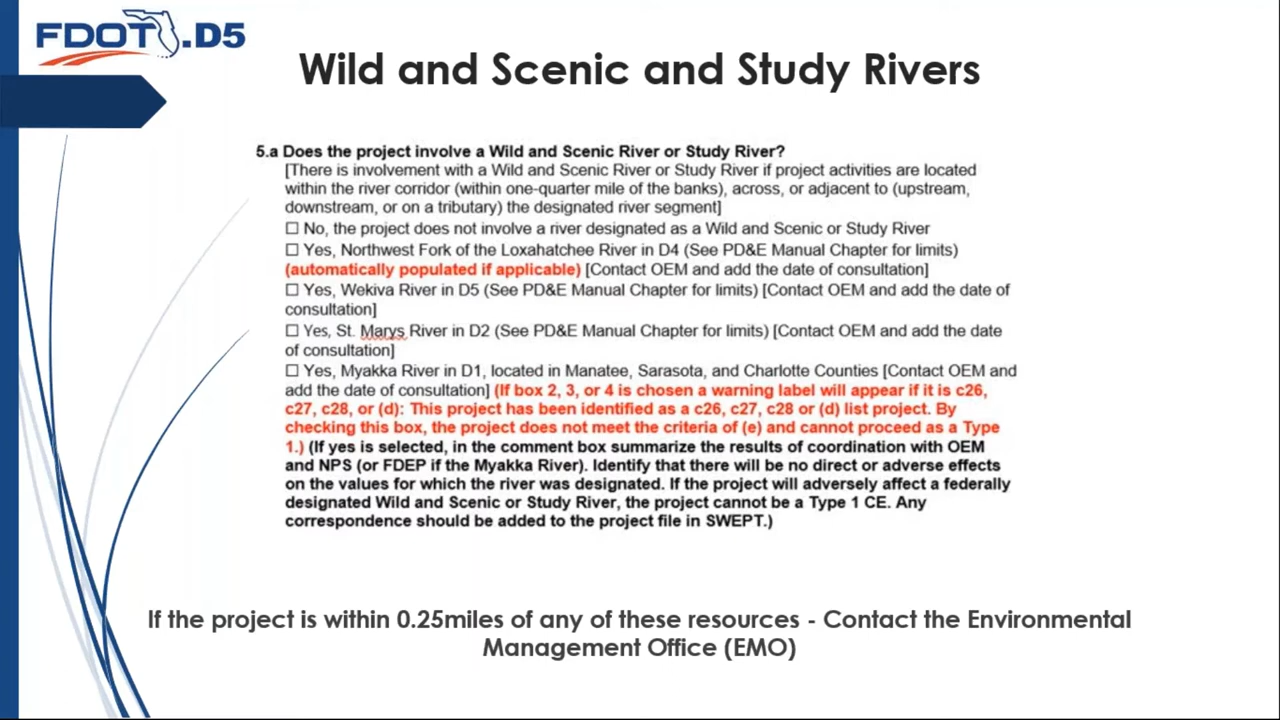 FDOT.D5
Wild and Scenic and Study Rivers
5.a Does the project involve a Wild and Scenic River or Study River?
[There is involvement with a Wild and Scenic River or Study River if project activities are located
within the river corridor (within one-quarter mile of the banks), across, or adjacent to (upstream,
downstream, or on a tributary) the designated river segment]
☐ No, the project does not involve a river designated as a Wild and Scenic or Study River
☐ Yes, Northwest Fork of the Loxahatchee River in D4 (See PD&E Manual Chapter for limits)
(automatically populated if applicable) [Contact OEM and add the date of consultation]
☐ Yes, Wekiva River in D5 (See PD&E Manual Chapter for limits) [Contact OEM and add the date of
consultation]
☐ Yes, St. Marys River in D2 (See PD&E Manual Chapter for limits) [Contact OEM and add the date
of consultation]
☐ Yes, Myakka River in D1, located in Manatee, Sarasota, and Charlotte Counties [Contact OEM and
add the date of consultation] (If box 2, 3, or 4 is chosen a warning label will appear if it is c26,
c27, c28, or (d): This project has been identified as a c26, c27, c28 or (d) list project. By
checking this box, the project does not meet the criteria of (e) and cannot proceed as a Type
1.) (If yes is selected, in the comment box summarize the results of coordination with OEM
and NPS (or FDEP if the Myakka River). Identify that there will be no direct or adverse effects
on the values for which the river was designated. If the project will adversely affect a federally
designated Wild and Scenic or Study River, the project cannot be a Type 1 CE. Any
correspondence should be added to the project file in SWEPT.)
If the project is within 0.25miles of any of these resources - Contact the Environmental
Management Office (EMO)